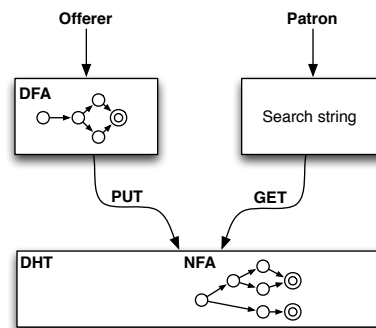 Offerer
Patron
DFA
Search string
PUT
GET
DHT
NFA